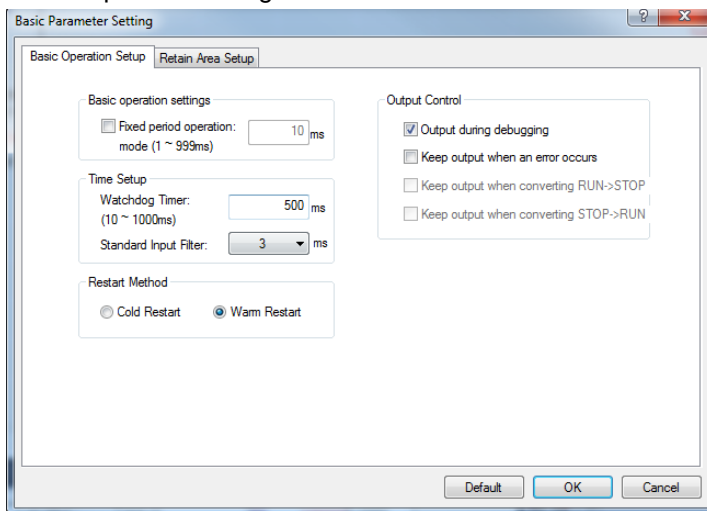 Basic Parameter Setting
Basic Operation Setup
Retain Area Setup
Basic operation settings
Fixed period operation: 10 ms
mode (1 ~ 999ms)
Time Setup
Watchdog Timer: 500 ms
(10 ~ 1000ms)
Standard Input Filter: 3 ms
Restart Method
Cold Restart
Warm Restart
Output Control
Output during debugging
Keep output when an error occurs
Keep output when converting RUN->STOP
Keep output when converting STOP->RUN
Default
OK
Cancel